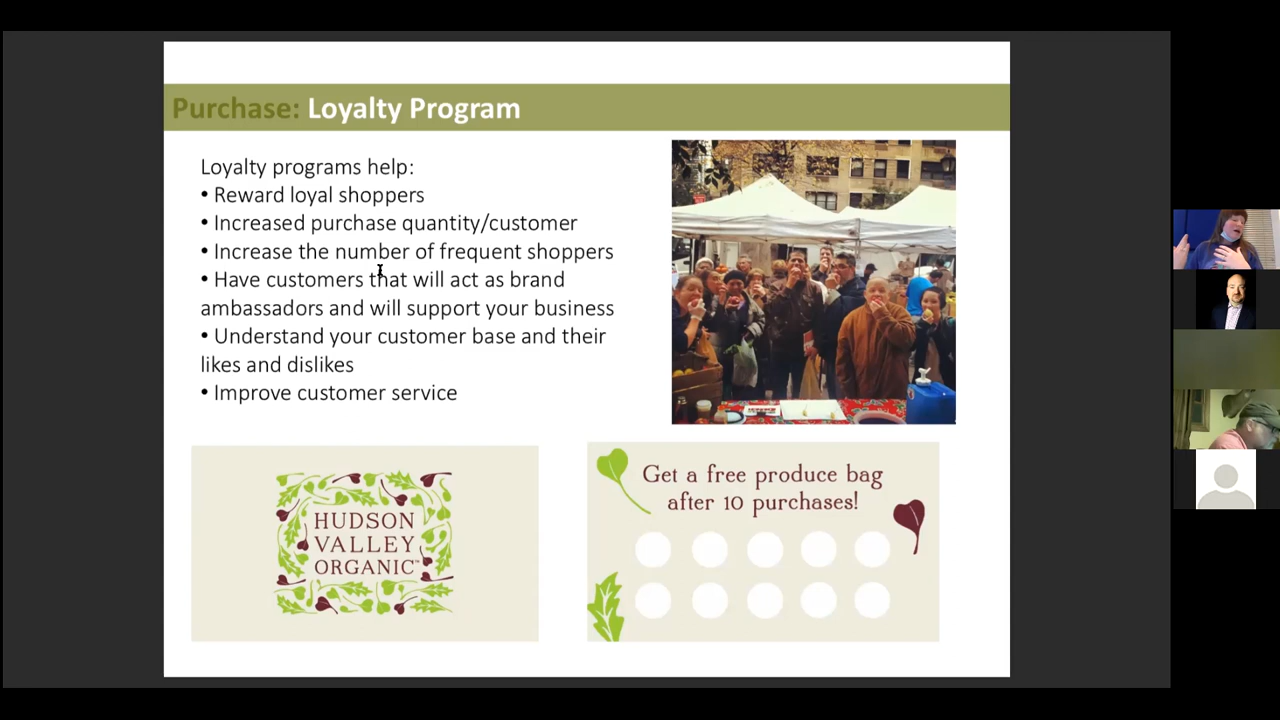 Purchase: Loyalty Program
Loyalty programs help:
• Reward loyal shoppers
• Increased purchase quantity/customer
• Increase the number of frequent shoppers
• Have customers that will act as brand
ambassadors and will support your business
• Understand your customer base and their
likes and dislikes
• Improve customer service
HUDSON
VALLEY
ORGANIC™
Get a free produce bag
after 10 purchases!